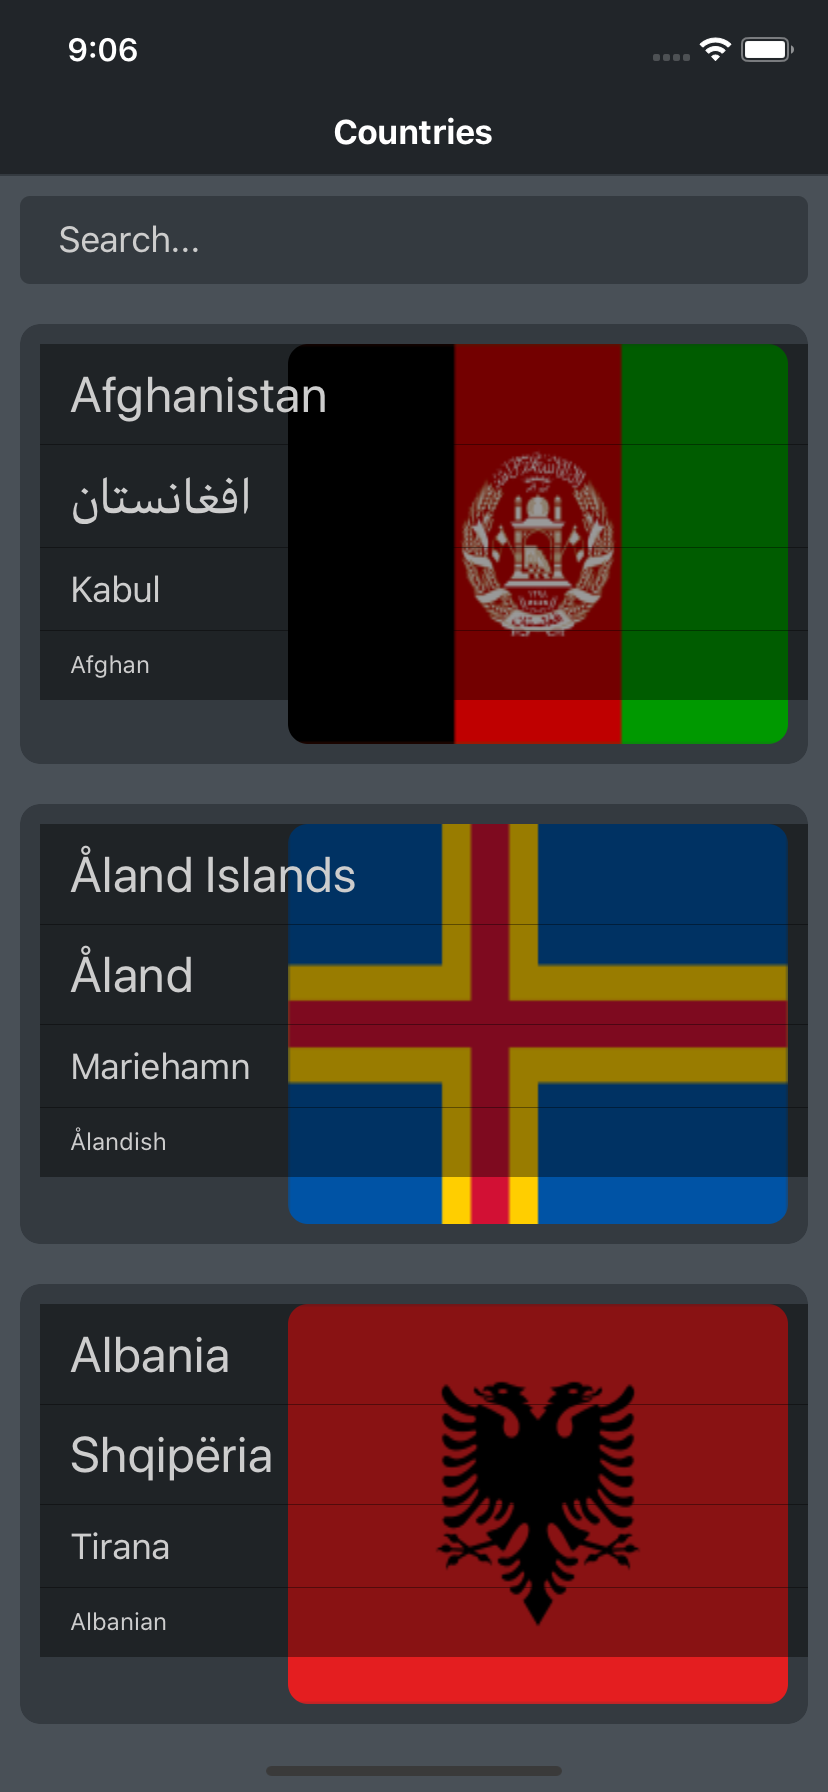 9:06
Countries
Search...
Afghanistan
افغانستان
Kabul
Afghan
Åland Islands
Åland
Mariehamn
Ålandish
Albania
Shqipëria
Tirana
Albanian